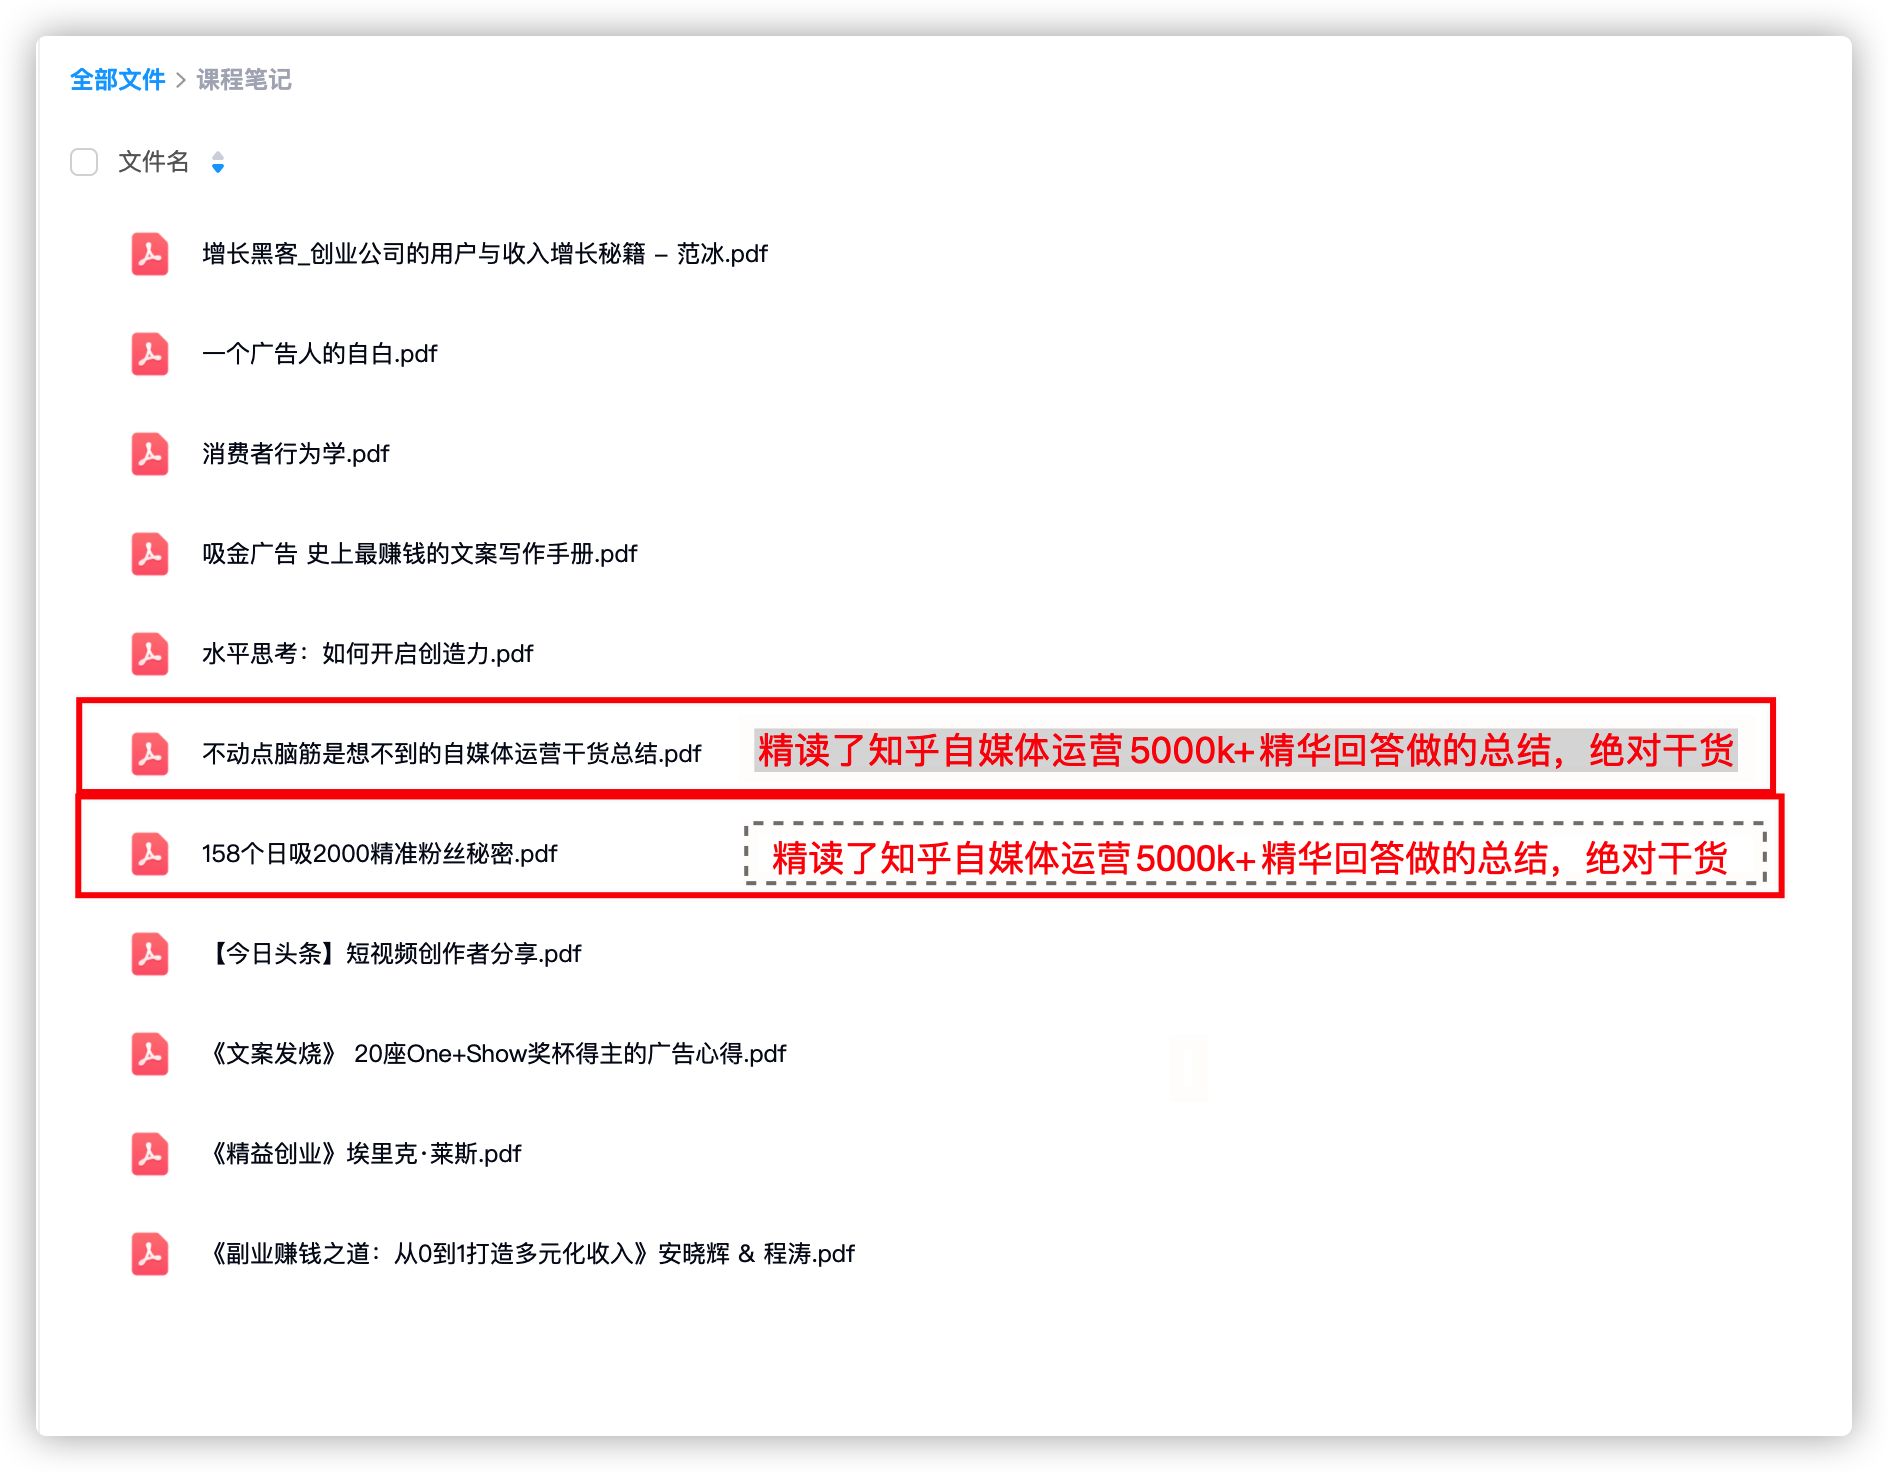 全部文件 > 课程笔记
文件名
增长黑客_创业公司的用户与收入增长秘籍 – 范冰.pdf
一个广告人的自白.pdf
消费者行为学.pdf
吸金广告 史上最赚钱的文案写作手册.pdf
水平思考：如何开启创造力.pdf
不动点脑筋是想不到的自媒体运营干货总结.pdf 精读了知乎自媒体运营5000k+精华回答做的总结，绝对干货
158个日吸2000精准粉丝秘密.pdf 精读了知乎自媒体运营5000k+精华回答做的总结，绝对干货
【今日头条】短视频创作者分享.pdf
《文案发烧》 20座One+Show奖杯得主的广告心得.pdf
《精益创业》埃里克·莱斯.pdf
《副业赚钱之道：从0到1打造多元化收入》安晓辉 & 程涛.pdf